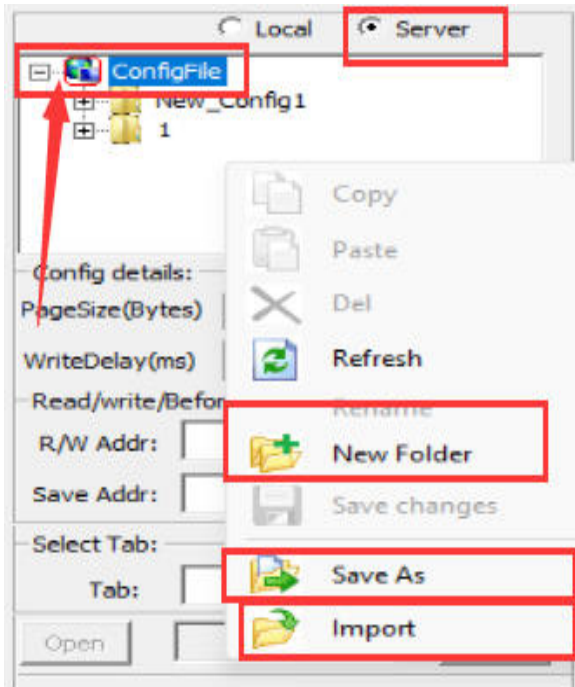 Local Server
ConfigFile
New_Config1
1
Copy
Paste
Config details:
Del
PageSize(Bytes)
Refresh
WriteDelay(ms)
Read/write/Befor
Rename
R/W Addr:
New Folder
Save Addr:
Save changes
Select Tab:
Save As
Tab:
Import
Open